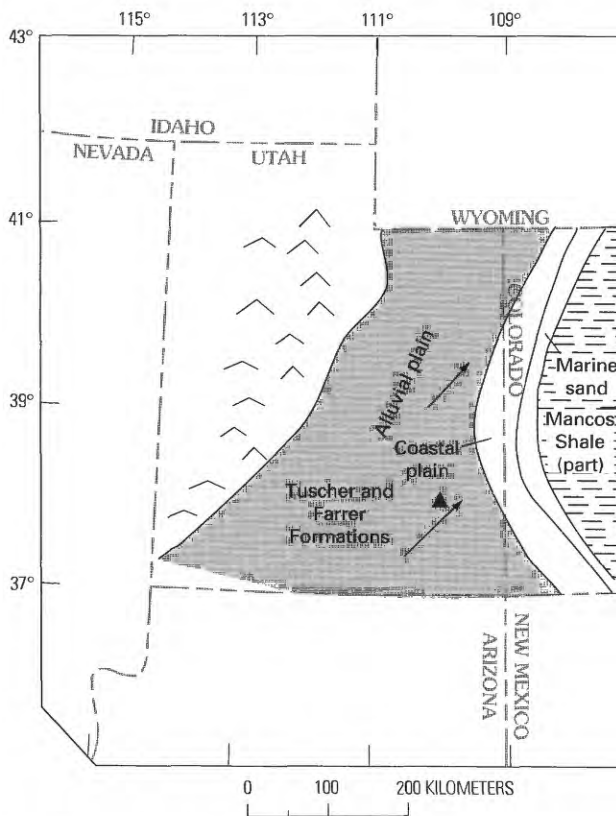 115° 113° 111° 109°
43°
IDAHO
NEVADA UTAH
41°
WYOMING
COLORADO
Alluvial plain
Marine
sand
39°
Coastal
plain
Mancos
Shale
(part)
Tuscher and
Farrer
Formations
37°
ARIZONA
NEW MEXICO
41°
0 100 200 KILOMETERS